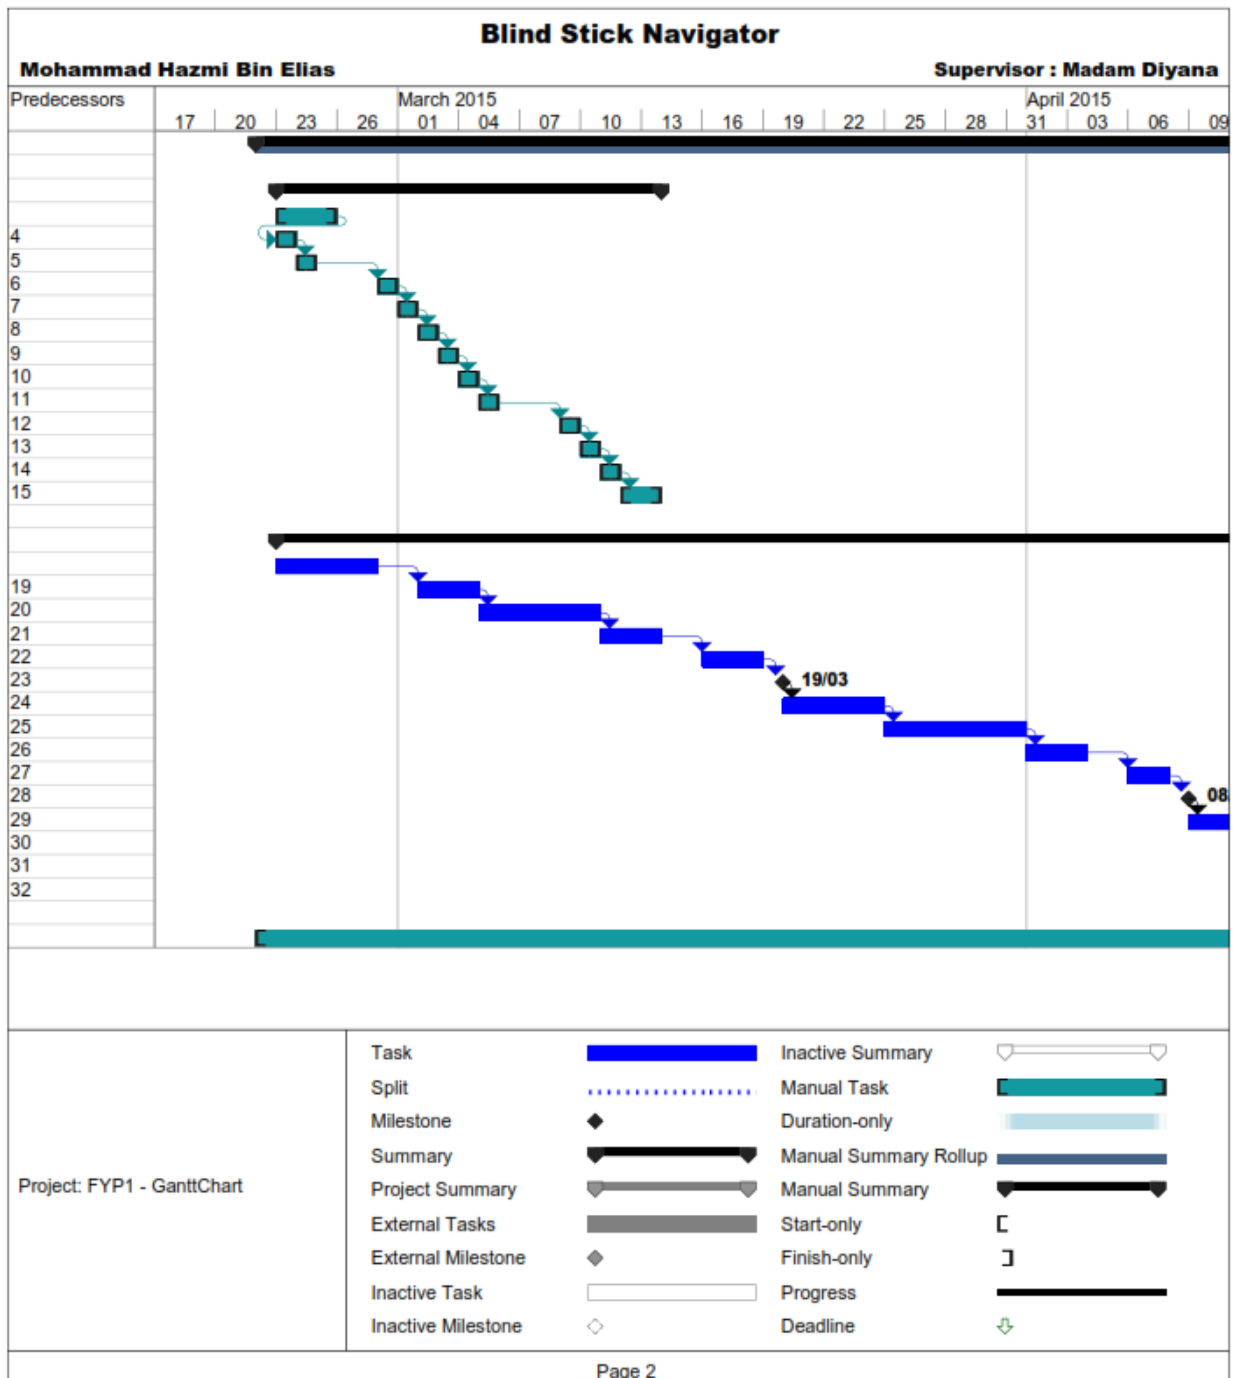 Blind Stick Navigator
Mohammad Hazmi Bin Elias Supervisor : Madam Diyana
Predecessors March 2015 April 2015
17 20 23 26 01 04 07 10 13 16 19 22 25 28 31 03 06 09
4
5
6
7
8
9
10
11
12
13
14
15
19
20
21
22
23 19/03
24
25
26
27
28 08
29
30
31
32
Task Inactive Summary
Split Manual Task
Milestone Duration-only
Summary Manual Summary Rollup
Project: FYP1 - GanttChart Project Summary Manual Summary
External Tasks Start-only
External Milestone Finish-only
Inactive Task Progress
Inactive Milestone Deadline
Page 2